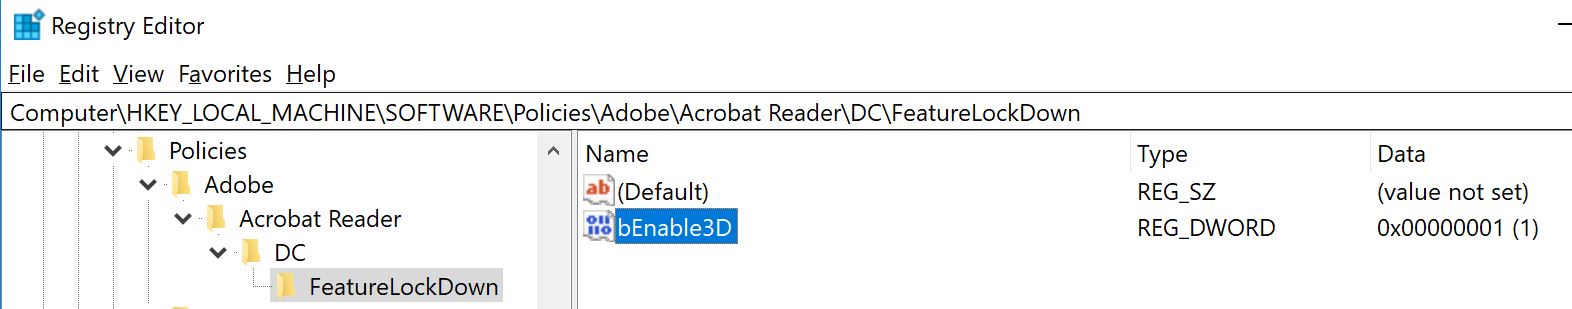 Registry Editor
File Edit View Favorites Help
Computer\HKEY_LOCAL_MACHINE\SOFTWARE\Policies\Adobe\Acrobat Reader\DC\FeatureLockDown
Policies
Adobe
Acrobat Reader
DC
FeatureLockDown
Name Type Data
(Default) REG_SZ (value not set)
bEnable3D REG_DWORD 0x00000001 (1)